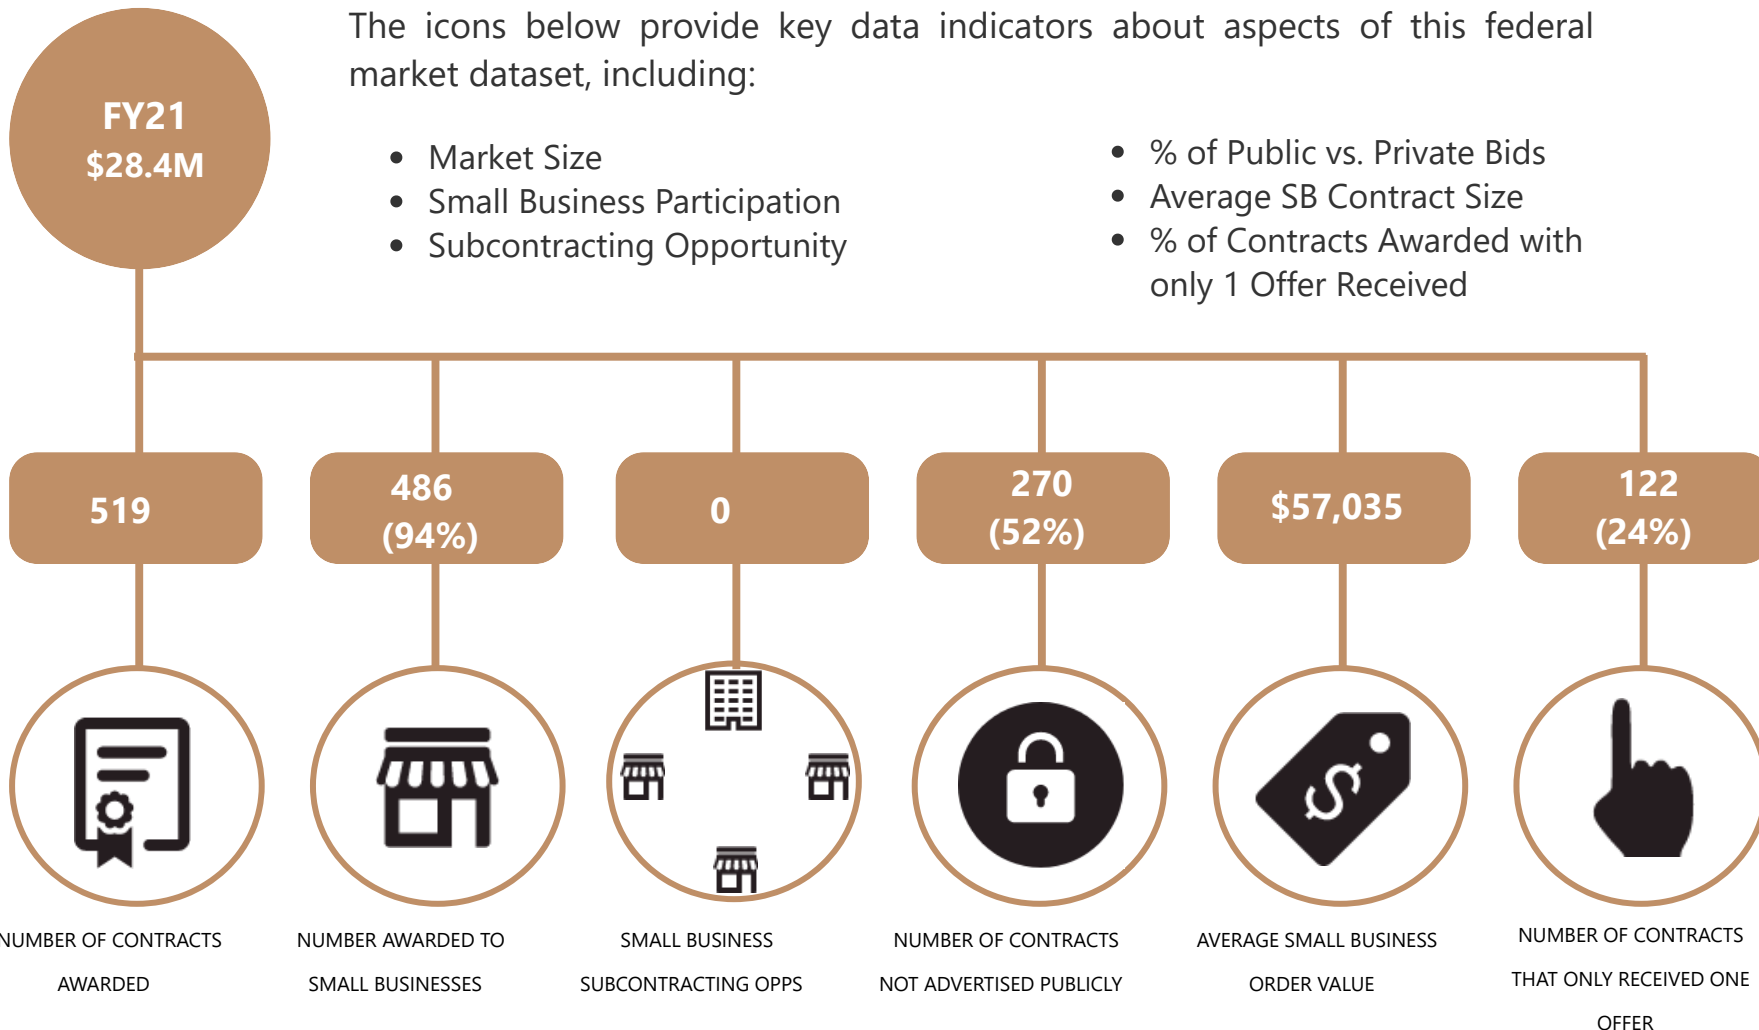 The icons below provide key data indicators about aspects of this federal
market dataset, including:
FY21
$28.4M
• Market Size
• Small Business Participation
• Subcontracting Opportunity
• % of Public vs. Private Bids
• Average SB Contract Size
• % of Contracts Awarded with
only 1 Offer Received
519
486
(94%)
0
270
(52%)
$57,035
122
(24%)
$
NUMBER OF CONTRACTS
AWARDED
NUMBER AWARDED TO
SMALL BUSINESSES
SMALL BUSINESS
SUBCONTRACTING OPPS
NUMBER OF CONTRACTS
NOT ADVERTISED PUBLICLY
AVERAGE SMALL BUSINESS
ORDER VALUE
NUMBER OF CONTRACTS
THAT ONLY RECEIVED ONE
OFFER